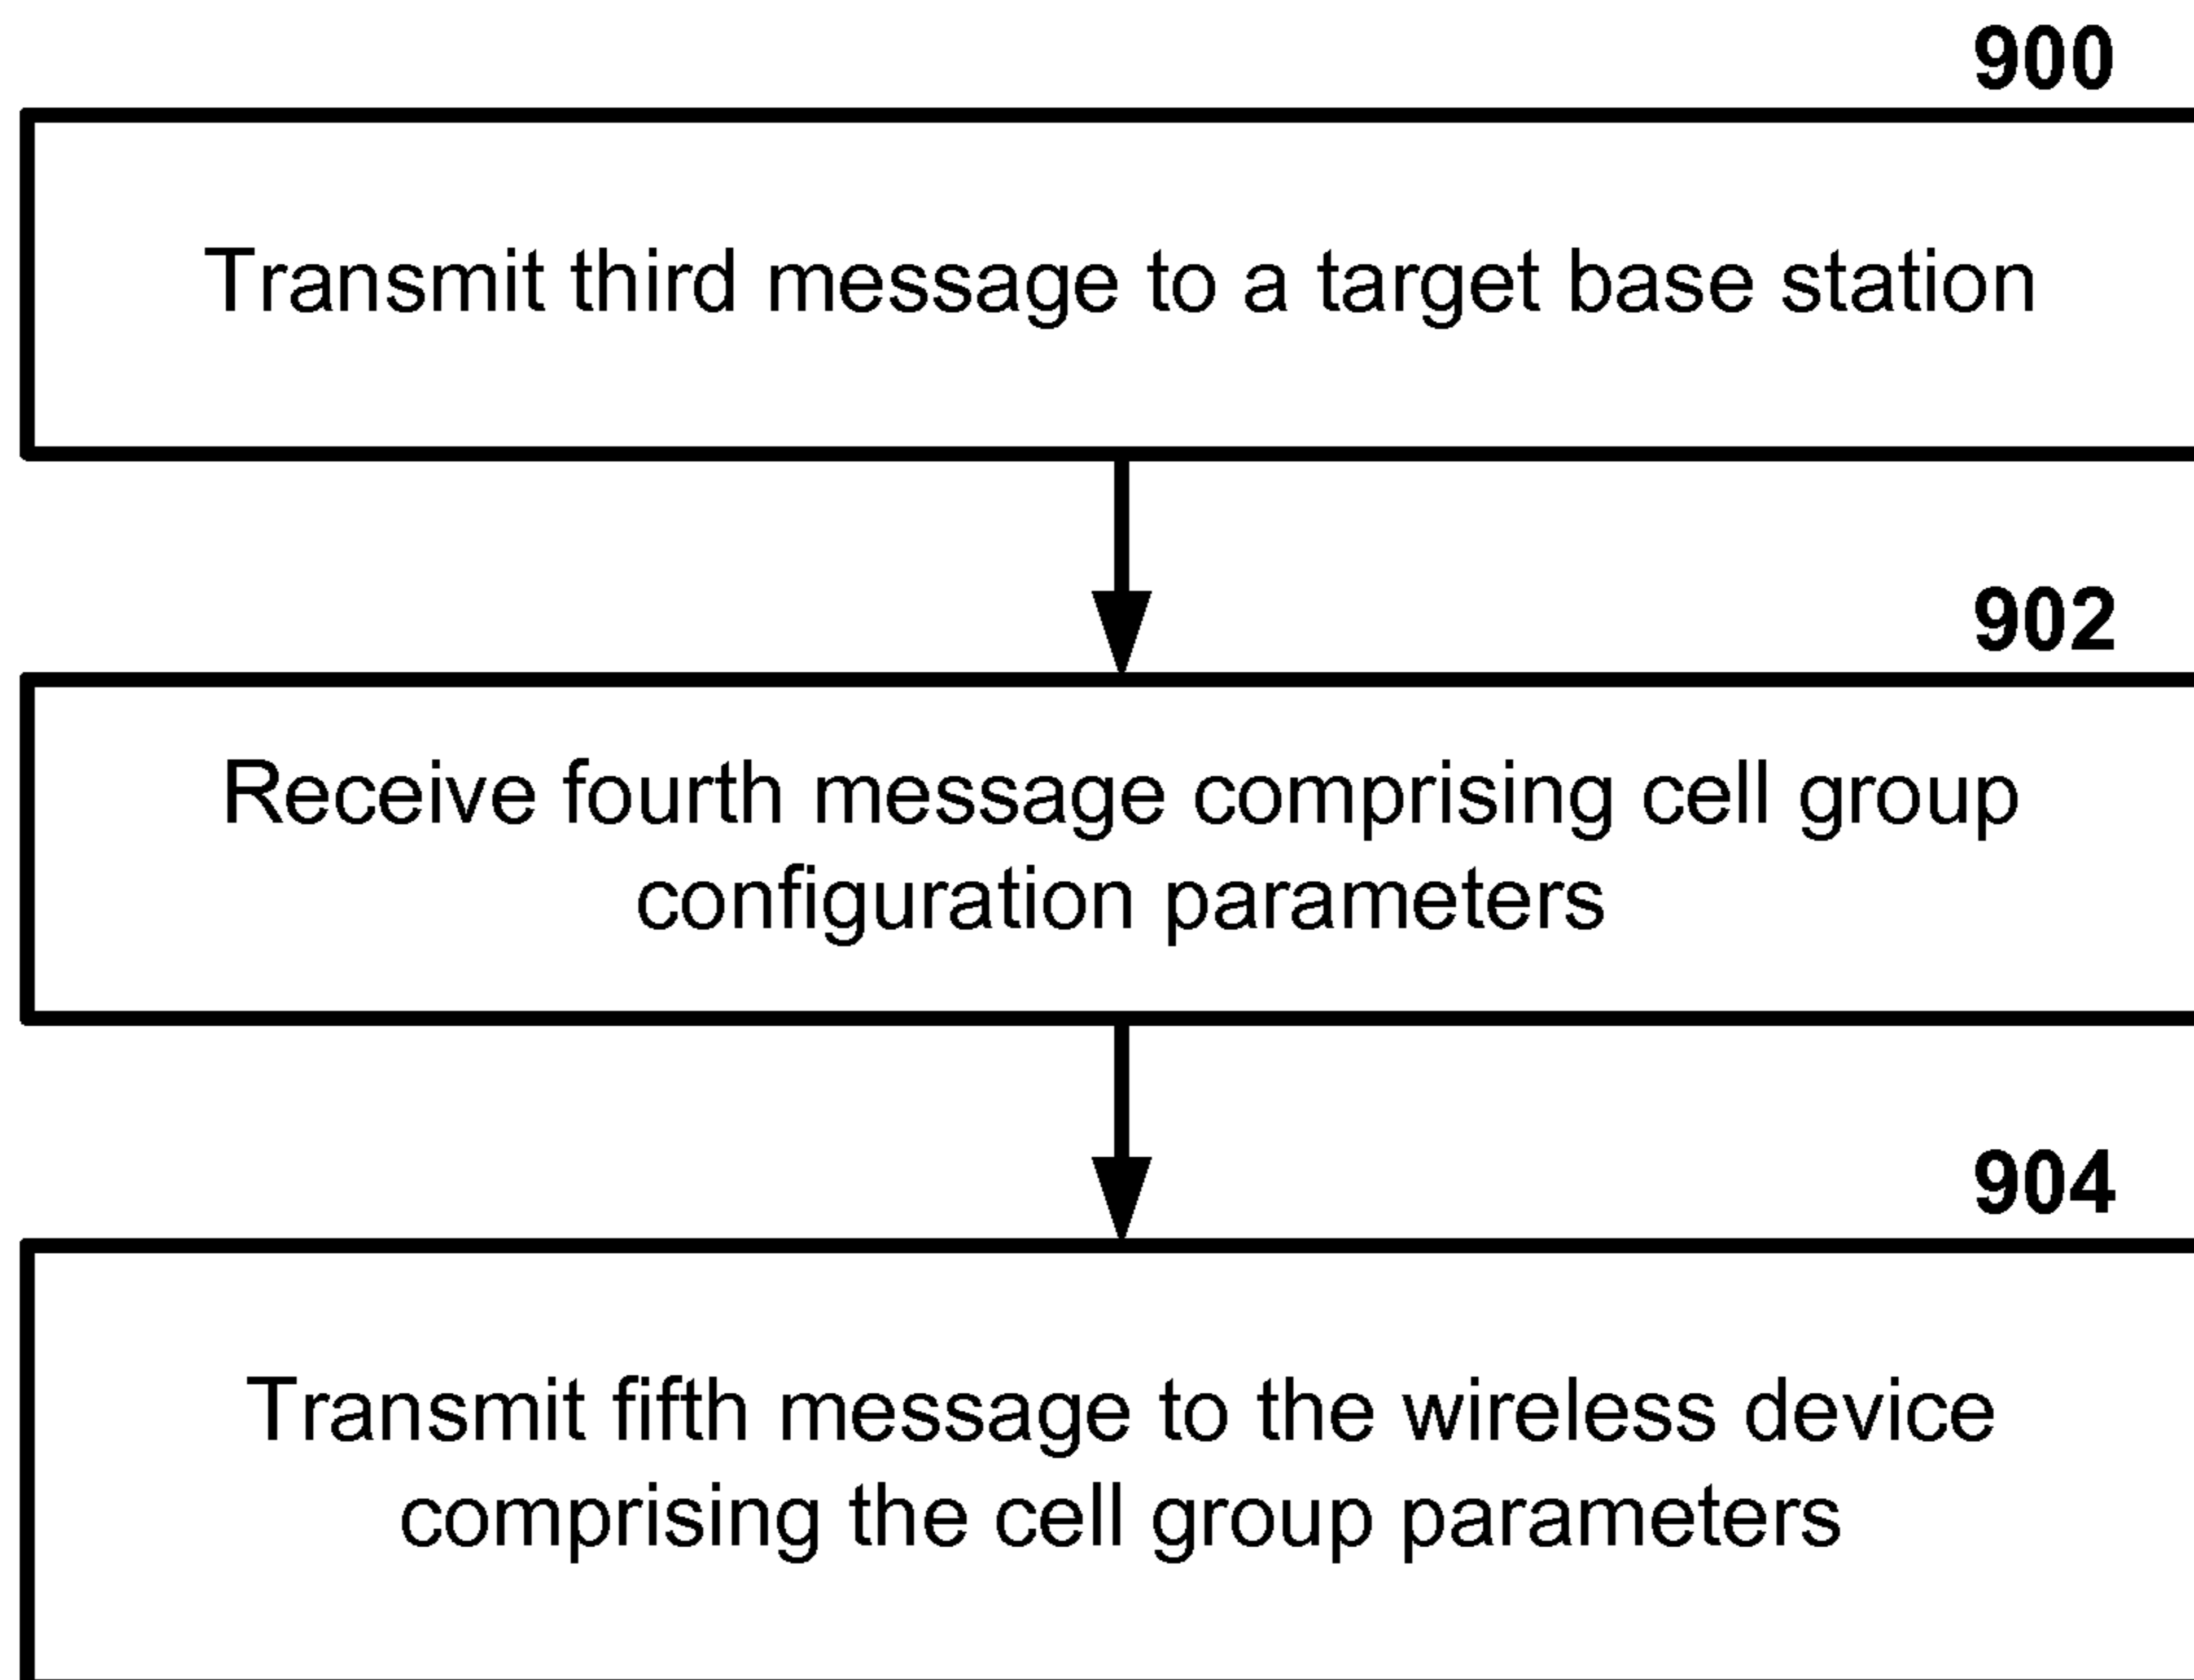 900
Transmit third message to a target base station
902
Receive fourth message comprising cell group
configuration parameters
904
Transmit fifth message to the wireless device
comprising the cell group parameters